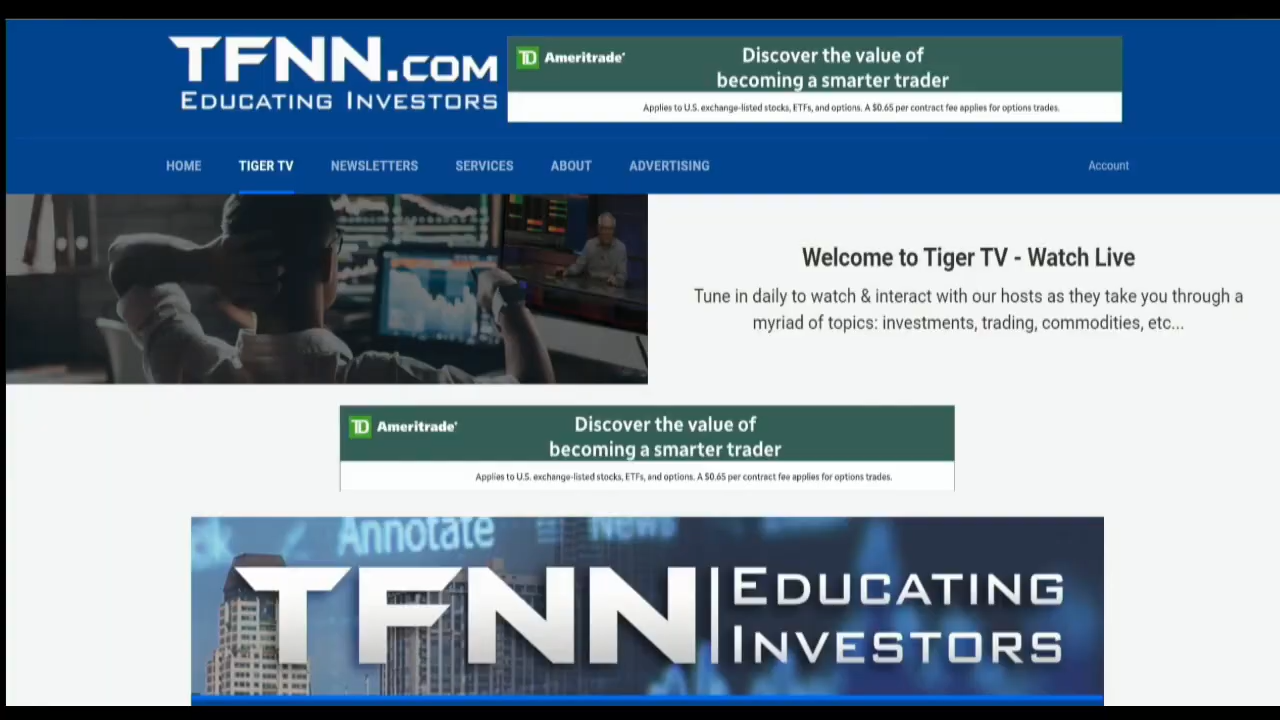 TFNN.COM
EDUCATING INVESTORS
TD Ameritrade
Discover the value of
becoming a smarter trader
Applies to U.S. exchange-listed stocks, ETFs, and options. A $0.65 per contract fee applies for options trades.
HOME TIGER TV NEWSLETTERS SERVICES ABOUT ADVERTISING Account
Welcome to Tiger TV - Watch Live
Tune in daily to watch & interact with our hosts as they take you through a
myriad of topics: investments, trading, commodities, etc...
TD Ameritrade
Discover the value of
becoming a smarter trader
Applies to U.S. exchange-listed stocks, ETFs, and options. A $0.65 per contract fee applies for options trades.
Annotate News
TFNN EDUCATING
INVESTORS